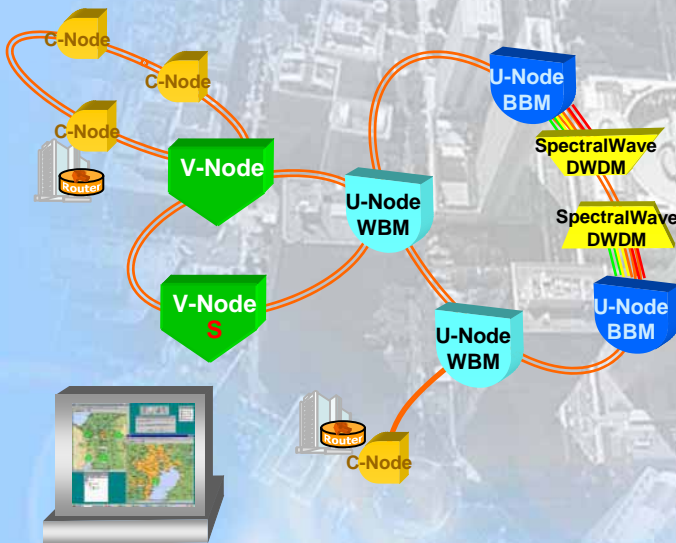 C-Node
C-Node
C-Node
Router
V-Node
V-Node
S
U-Node
WBM
U-Node
BBM
SpectralWave
DWDM
SpectralWave
DWDM
U-Node
BBM
U-Node
WBM
Router
C-Node